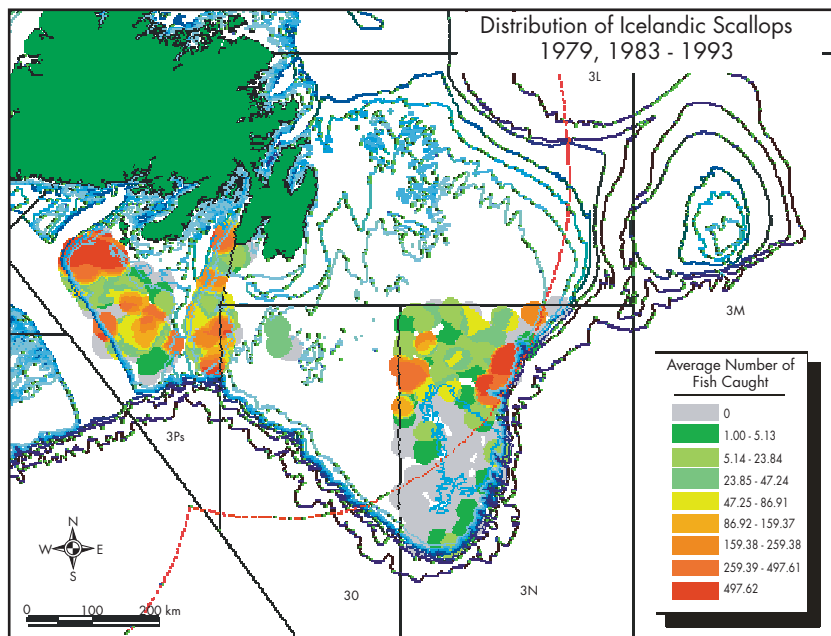 Distribution of Icelandic Scallops
1979, 1983 - 1993
3L
3M
Average Number of
Fish Caught
0
1.00 - 5.13
5.14 - 23.84
23.85 - 47.24
47.25 - 86.91
86.92 - 159.37
159.38 - 259.38
259.39 - 497.61
497.62
3Ps
N
W E
S
0 100 200 km
30
3N